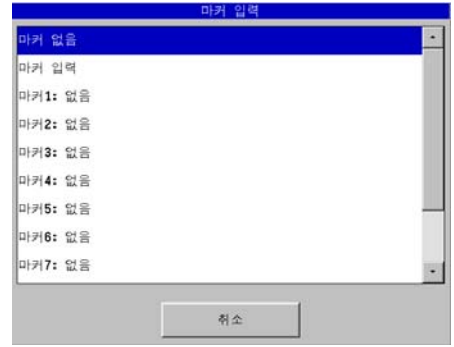 마커 입력
마커 없음
마커 입력
마커1: 없음
마커2: 없음
마커3: 없음
마커4: 없음
마커5: 없음
마커6: 없음
마커7: 없음
취소